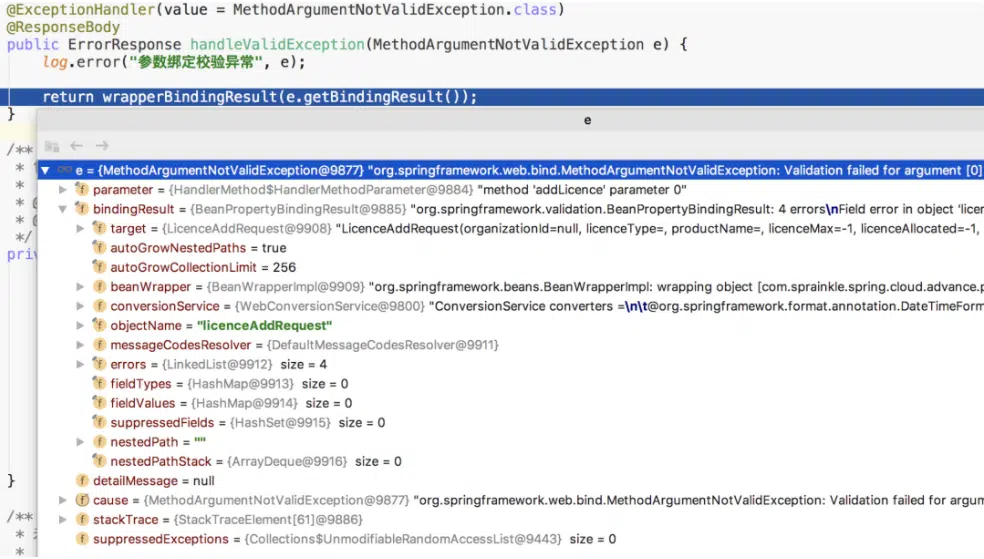 @ExceptionHandler(value = MethodArgumentNotValidException.class)
@ResponseBody
public ErrorResponse handleValidException(MethodArgumentNotValidException e) {
log.error("参数绑定校验异常", e);
return wrapperBindingResult(e.getBindingResult());
}
e
/**
e = {MethodArgumentNotValidException@9877} "org.springframework.web.bind.MethodArgumentNotValidException: Validation failed for argument [0]
*
parameter = {HandlerMethod$HandlerMethodParameter@9884} "method 'addLicence' parameter 0"
bindingResult = {BeanPropertyBindingResult@9885} "org.springframework.validation.BeanPropertyBindingResult: 4 errors\nField error in object 'licen
target = {LicenceAddRequest@9908} "LicenceAddRequest(organizationId=null, licenceType=, productName=, licenceMax=-1, licenceAllocated=-1,
*/
autoGrowNestedPaths = true
priv
autoGrowCollectionLimit = 256
beanWrapper = {BeanWrapperImpl@9909} "org.springframework.beans.BeanWrapperImpl: wrapping object [com.sprainkle.spring.cloud.advance.p
conversionService = {WebConversionService@9800} "ConversionService converters =\n\t@org.springframework.format.annotation.DateTimeForm
objectName = "licenceAddRequest"
messageCodesResolver = {DefaultMessageCodesResolver@9911}
errors = {LinkedList@9912} size = 4
fieldTypes = {HashMap@9913} size = 0
fieldValues = {HashMap@9914} size = 0
suppressedFields = {HashSet@9915} size = 0
nestedPath = ""
nestedPathStack = {ArrayDeque@9916} size = 0
}
detailMessage = null
cause = {MethodArgumentNotValidException@9877} "org.springframework.web.bind.MethodArgumentNotValidException: Validation failed for argum
/**
stackTrace = {StackTraceElement[61]@9886}
*
suppressedExceptions = {Collections$UnmodifiableRandomAccessList@9443} size = 0
*